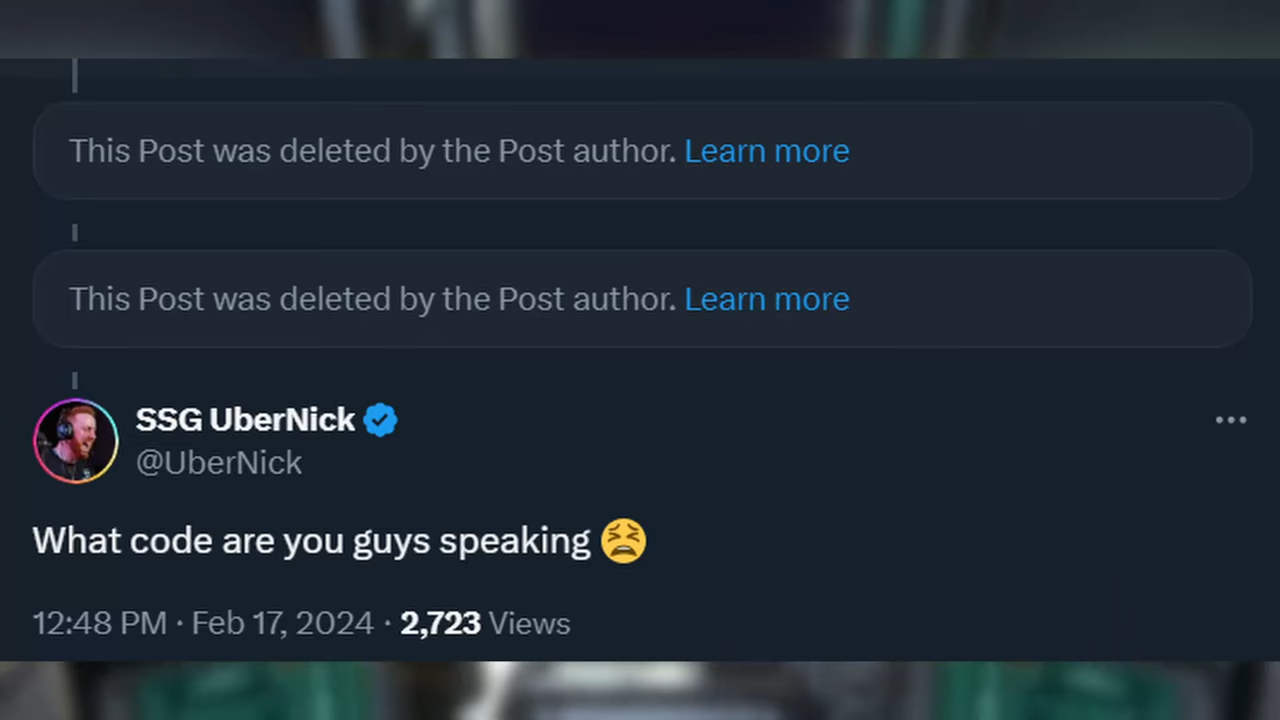 This Post was deleted by the Post author. Learn more
This Post was deleted by the Post author. Learn more
SSG UberNick
@UberNick
What code are you guys speaking 😫
12:48 PM · Feb 17, 2024 · 2,723 Views